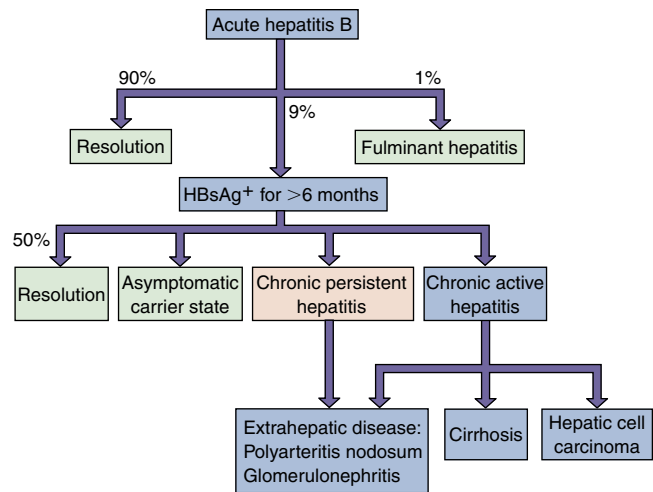 Acute hepatitis B
90%
1%
9%
Resolution
Fulminant hepatitis
HBsAg⁺ for >6 months
50%
Resolution
Asymptomatic
carrier state
Chronic persistent
hepatitis
Chronic active
hepatitis
Extrahepatic disease:
Polyarteritis nodosum
Glomerulonephritis
Cirrhosis
Hepatic cell
carcinoma